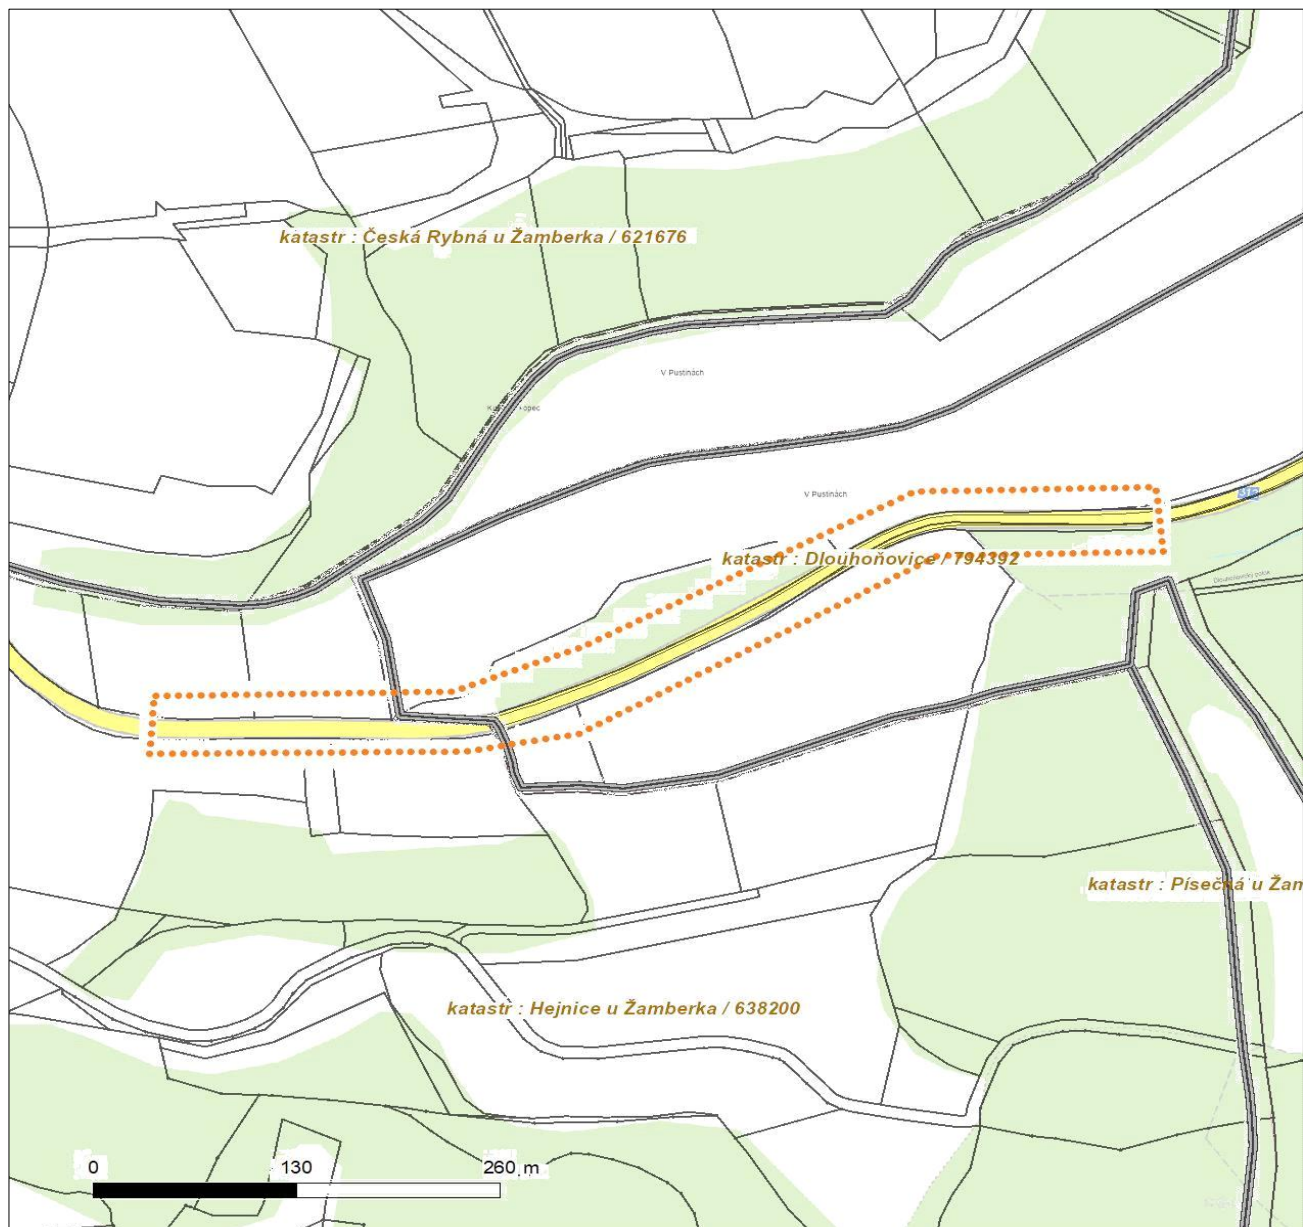 katastr : Česká Rybná u Žamberka / 621676
V Pustinách
V Pustinách
katastr : Dlouhoňovice / 794392
katastr : Písečná u Žam
katastr : Hejnice u Žamberka / 638200
0 130 260 m